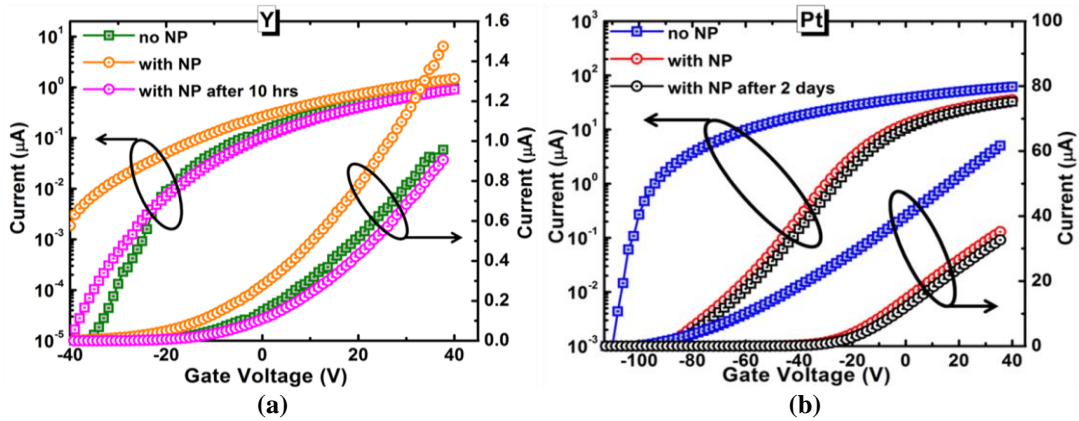 Y
no NP
with NP
with NP after 10 hrs
10¹
10⁰
10⁻¹
10⁻²
10⁻³
10⁻⁴
10⁻⁵
Current (µA)
-40
-20
0
20
40
Gate Voltage (V)
1.6
1.4
1.2
1.0
0.8
0.6
0.4
0.2
0.0
Current (µA)
(a)
Pt
no NP
with NP
with NP after 2 days
10³
10²
10¹
10⁰
10⁻¹
10⁻²
10⁻³
Current (µA)
-100
-80
-60
-40
-20
0
20
40
Gate Voltage (V)
100
80
60
40
20
0
Current (µA)
(b)